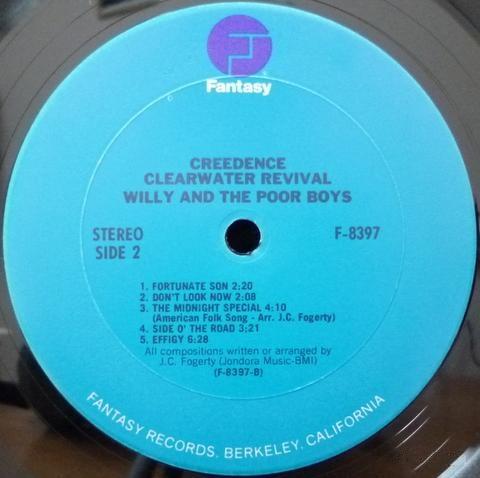 Fantasy
CREEDENCE
CLEARWATER REVIVAL
WILLY AND THE POOR BOYS
STEREO
SIDE 2
F-8397
1. FORTUNATE SON 2:20
2. DON'T LOOK NOW 2:08
3. THE MIDNIGHT SPECIAL 4:10
(American Folk Song - Arr. J.C. Fogerty)
4. SIDE O' THE ROAD 3:21
5. EFFIGY 6:28
All compositions written or arranged by
J.C. Fogerty (Jondora Music-BMI)
(F-8397-B)
FANTASY RECORDS, BERKELEY, CALIFORNIA